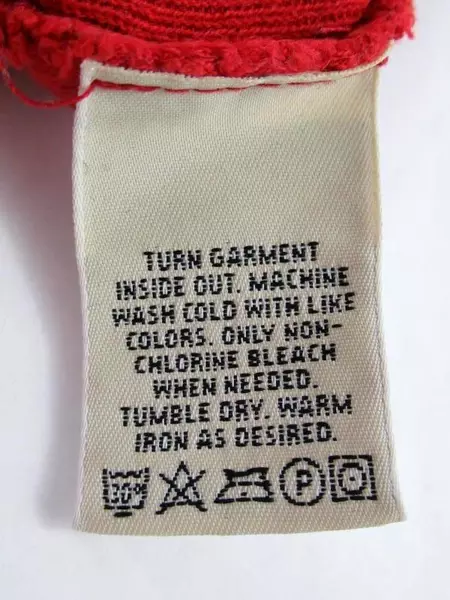 TURN GARMENT
INSIDE OUT. MACHINE
WASH COLD WITH LIKE
COLORS. ONLY NON-
CHLORINE BLEACH
WHEN NEEDED.
TUMBLE DRY. WARM
IRON AS DESIRED.
30° P